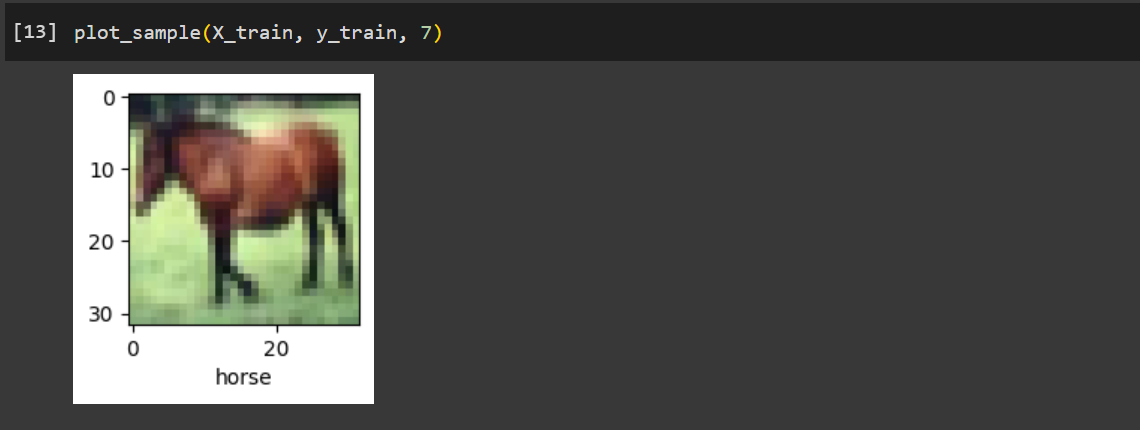 [13] plot_sample(X_train, y_train, 7)
0
10
20
30
0 20
horse